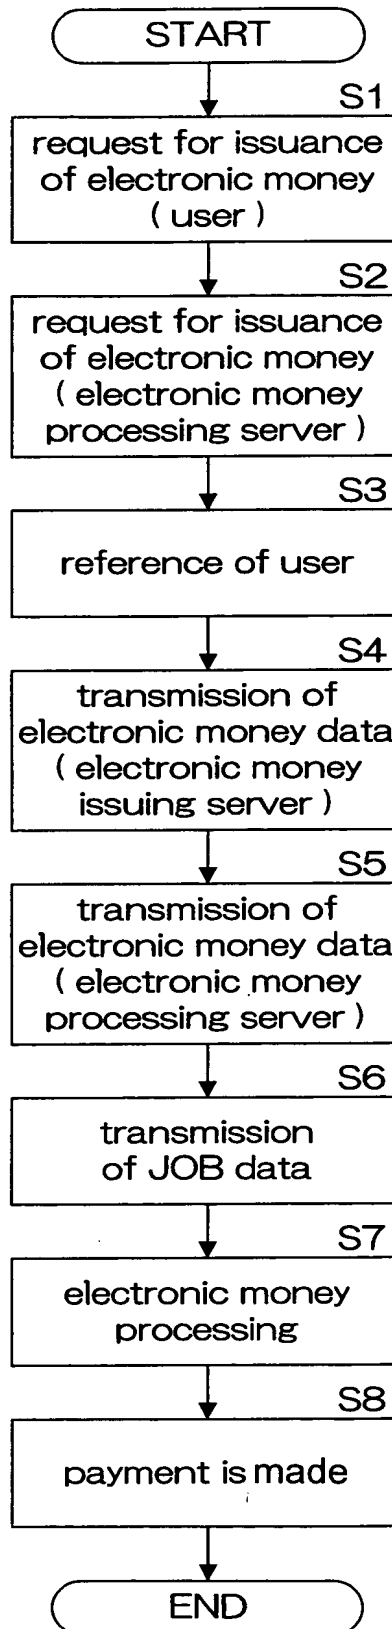 START
S1
request for issuance
of electronic money
( user )
S2
request for issuance
of electronic money
( electronic money
processing server )
S3
reference of user
S4
transmission of
electronic money data
( electronic money
issuing server )
S5
transmission of
electronic money data
( electronic money
processing server )
S6
transmission
of JOB data
S7
electronic money
processing
S8
payment is made
END